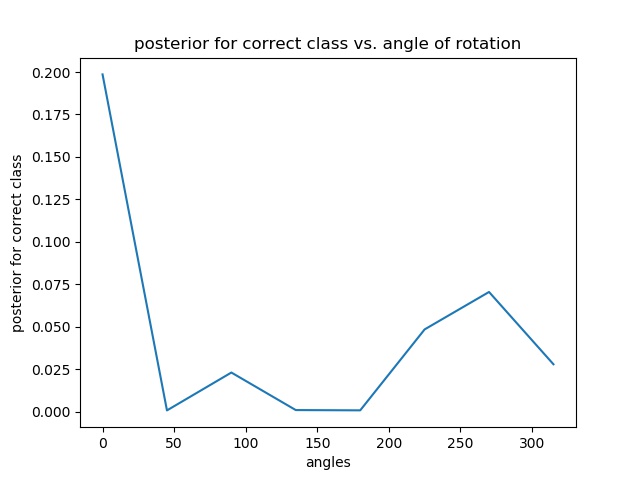 posterior for correct class vs. angle of rotation
posterior for correct class
0.200
0.175
0.150
0.125
0.100
0.075
0.050
0.025
0.000
0 50 100 150 200 250 300
angles